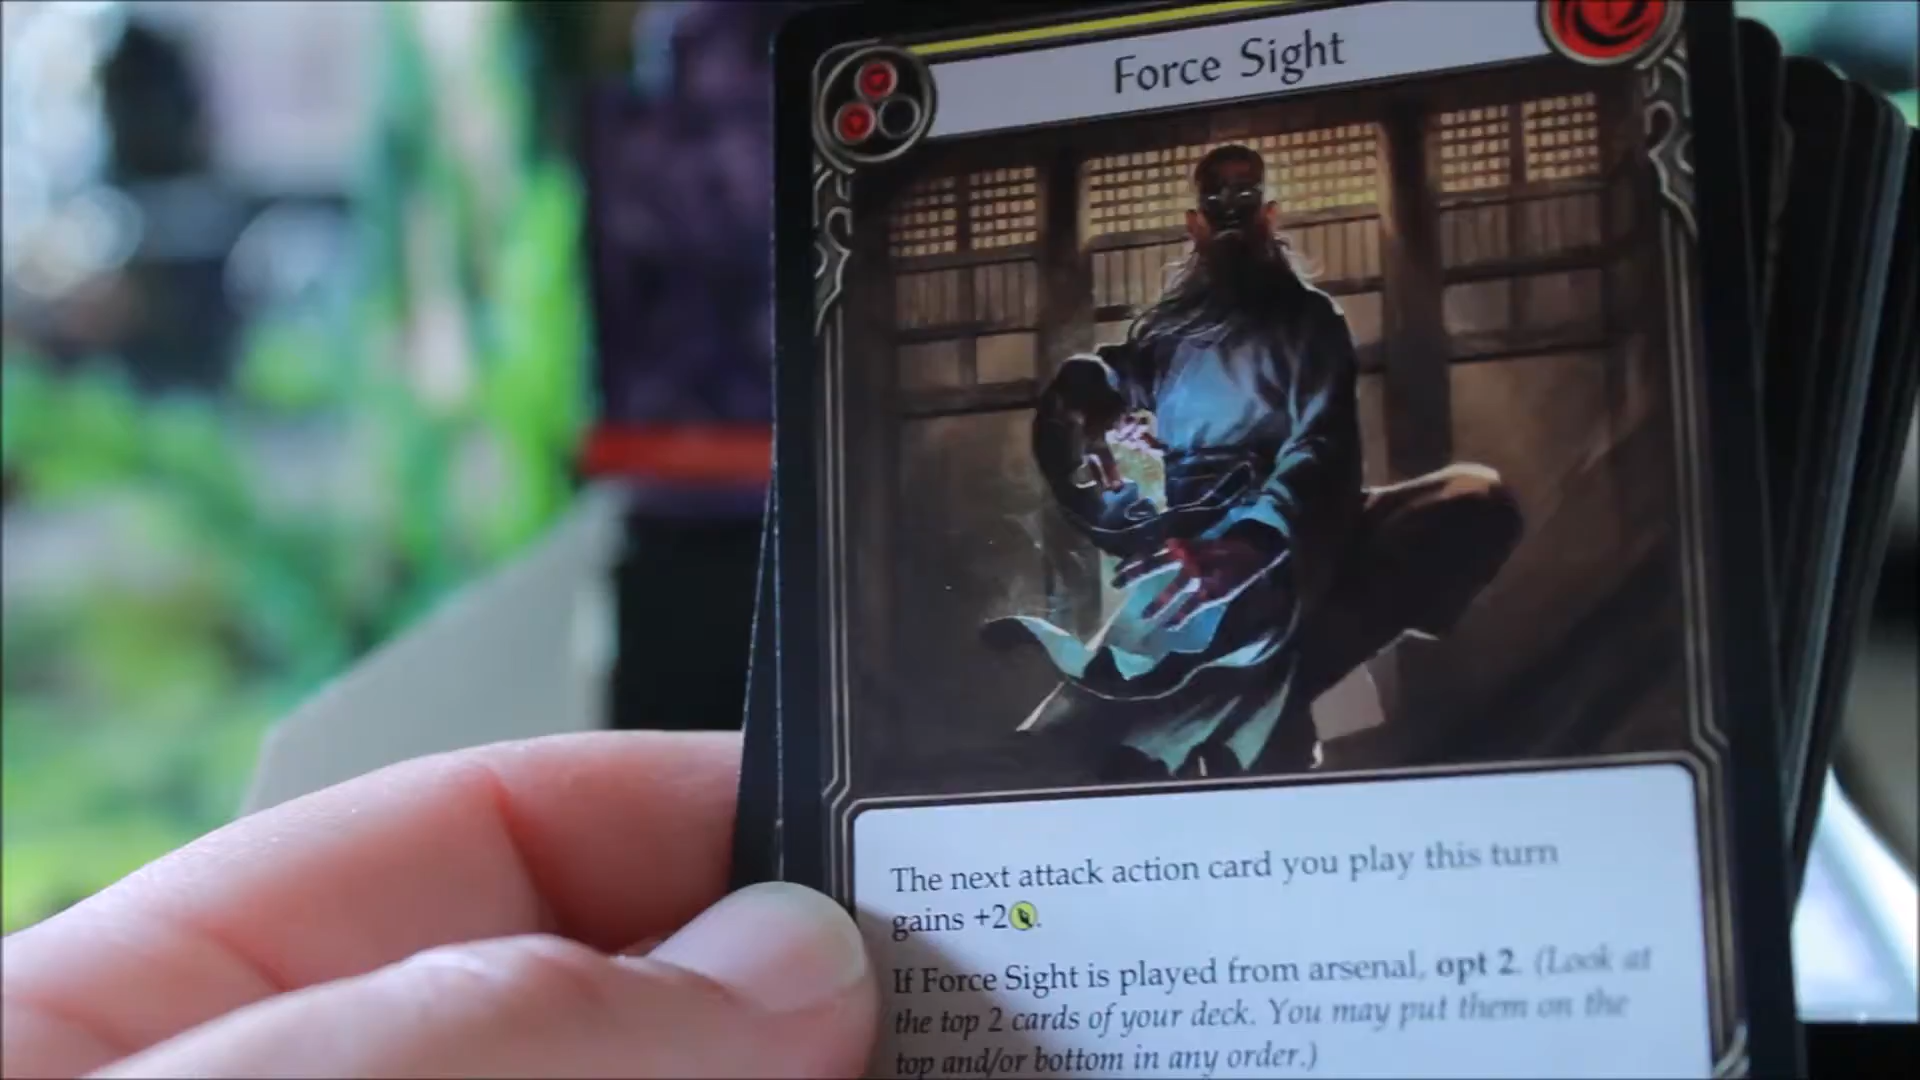 Force Sight
The next attack action card you play this turn
gains +2.
If Force Sight is played from arsenal, opt 2. (Look at
the top 2 cards of your deck. You may put them on the
top and/or bottom in any order.)